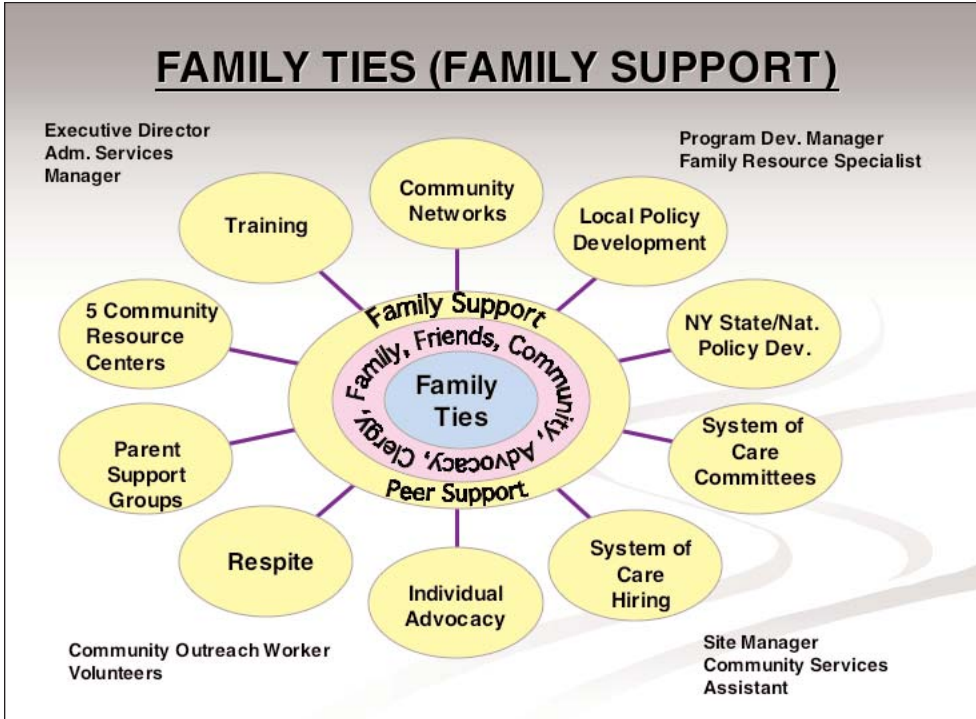 FAMILY TIES (FAMILY SUPPORT)
Executive Director
Adm. Services
Manager
Program Dev. Manager
Family Resource Specialist
Community
Networks
Training
Local Policy
Development
5 Community
Resource
Centers
NY State/Nat.
Policy Dev.
Family Support
Family, Friends, Community, Advocacy, Clergy,
Family
Ties
Peer Support
Parent
Support
Groups
System of
Care
Committees
Respite
Individual
Advocacy
System of
Care
Hiring
Community Outreach Worker
Volunteers
Site Manager
Community Services
Assistant